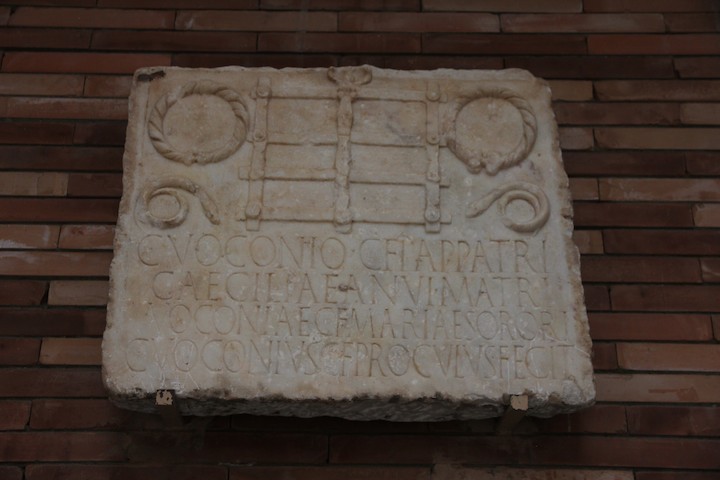 C VOCONIO · C F PAP PATRI
CAECILIAE ANVI · MATRI
VOCONIAE C F MARIAE SORORI
C VOCONIVS C F PROCVLVS FECIT